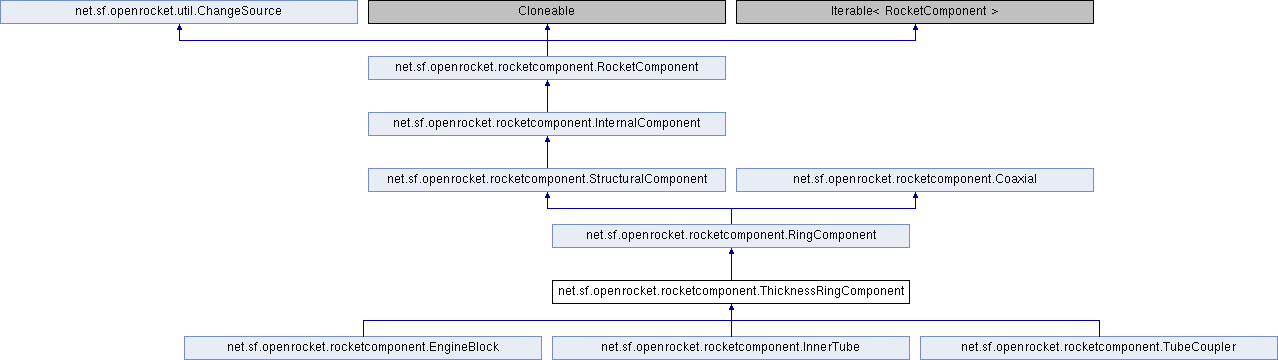 net.sf.openrocket.util.ChangeSource
Cloneable
Iterable< RocketComponent >
net.sf.openrocket.rocketcomponent.RocketComponent
net.sf.openrocket.rocketcomponent.InternalComponent
net.sf.openrocket.rocketcomponent.StructuralComponent
net.sf.openrocket.rocketcomponent.Coaxial
net.sf.openrocket.rocketcomponent.RingComponent
net.sf.openrocket.rocketcomponent.ThicknessRingComponent
net.sf.openrocket.rocketcomponent.EngineBlock
net.sf.openrocket.rocketcomponent.InnerTube
net.sf.openrocket.rocketcomponent.TubeCoupler